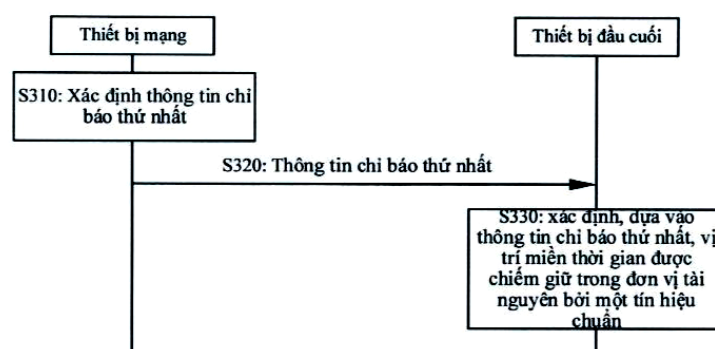 Thiết bị mạng
Thiết bị đầu cuối
S310: Xác định thông tin chỉ
báo thứ nhất
S320: Thông tin chỉ báo thứ nhất
S330: xác định, dựa vào
thông tin chỉ báo thứ nhất, vị
trí miền thời gian được
chiếm giữ trong đơn vị tài
nguyên bởi một tín hiệu
chuẩn